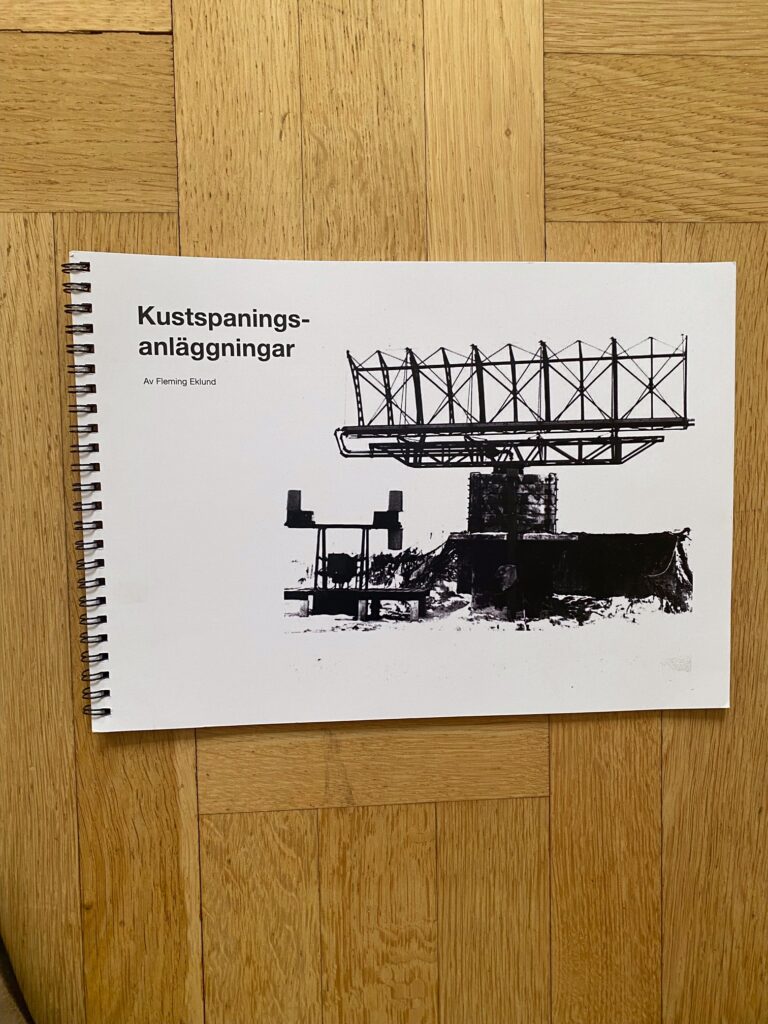 Kustspanings-
anläggningar
Av Fleming Eklund